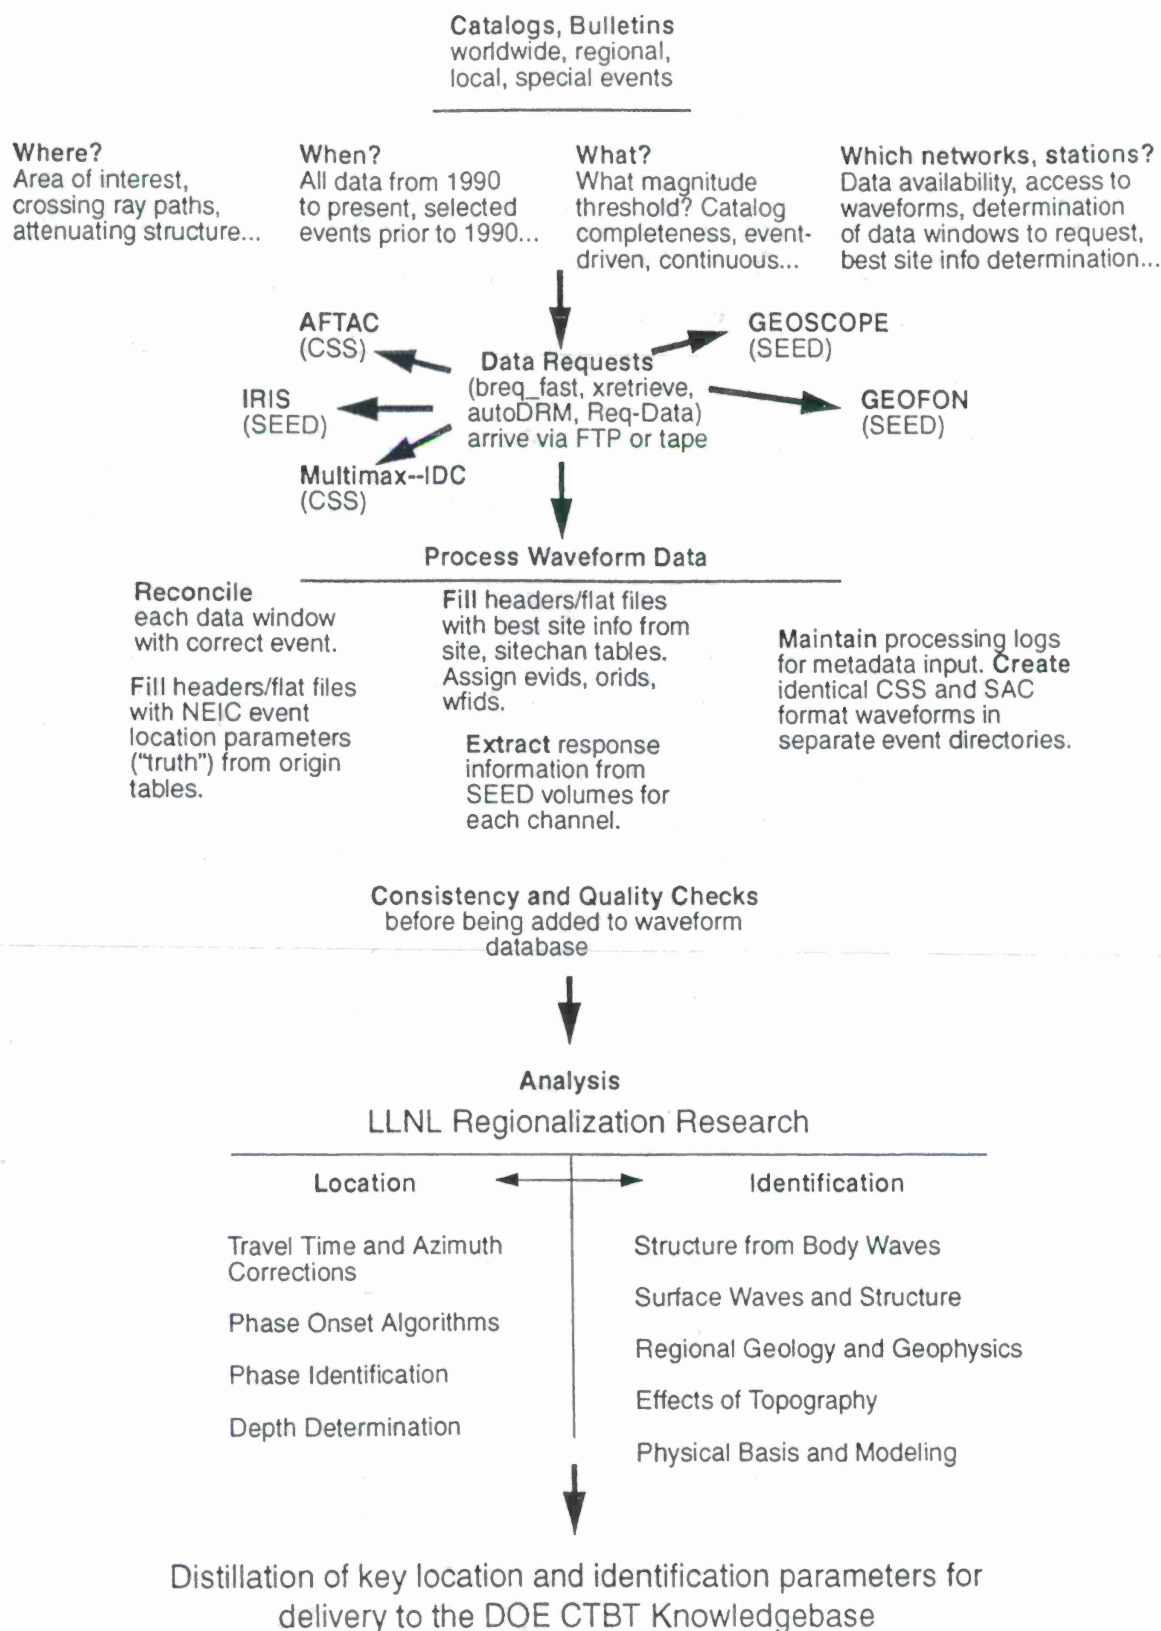 Catalogs, Bulletins
worldwide, regional,
local, special events
Where?
Area of interest,
crossing ray paths,
attenuating structure...
When?
All data from 1990
to present, selected
events prior to 1990...
What?
What magnitude
threshold? Catalog
completeness, event-
driven, continuous...
Which networks, stations?
Data availability, access to
waveforms, determination
of data windows to request,
best site info determination...
AFTAC
(CSS)
IRIS
(SEED)
Multimax--IDC
(CSS)
Data Requests
(breq_fast, xretrieve,
autoDRM, Req-Data)
arrive via FTP or tape
GEOSCOPE
(SEED)
GEOFON
(SEED)
Process Waveform Data
Reconcile
each data window
with correct event.
Fill headers/flat files
with NEIC event
location parameters
("truth") from origin
tables.
Fill headers/flat files
with best site info from
site, sitechan tables.
Assign evids, orids,
wfids.
Extract response
information from
SEED volumes for
each channel.
Maintain processing logs
for metadata input. Create
identical CSS and SAC
format waveforms in
separate event directories.
Consistency and Quality Checks
before being added to waveform
database
Analysis
LLNL Regionalization Research
Location
Travel Time and Azimuth
Corrections
Phase Onset Algorithms
Phase Identification
Depth Determination
Identification
Structure from Body Waves
Surface Waves and Structure
Regional Geology and Geophysics
Effects of Topography
Physical Basis and Modeling
Distillation of key location and identification parameters for
delivery to the DOE CTBT Knowledgebase